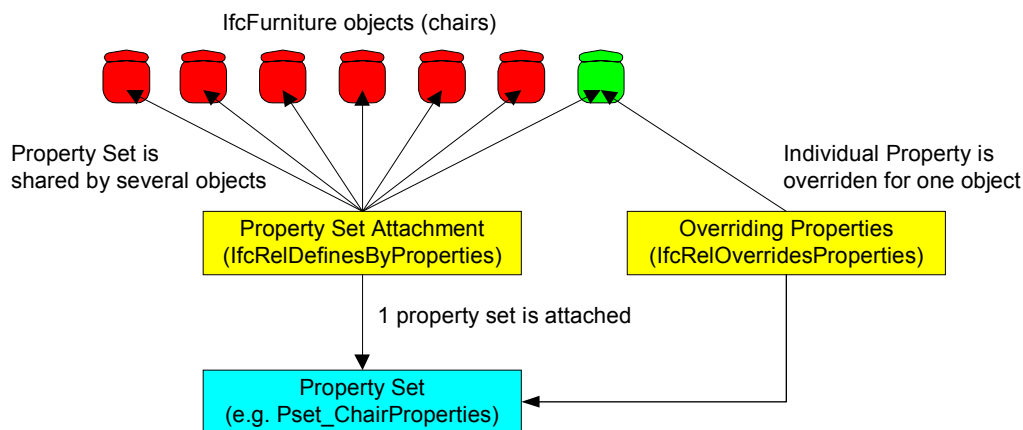 IfcFurniture objects (chairs)
Property Set is
shared by several objects
Individual Property is
overriden for one object
Property Set Attachment
(IfcRelDefinesByProperties)
Overriding Properties
(IfcRelOverridesProperties)
1 property set is attached
Property Set
(e.g. Pset_ChairProperties)